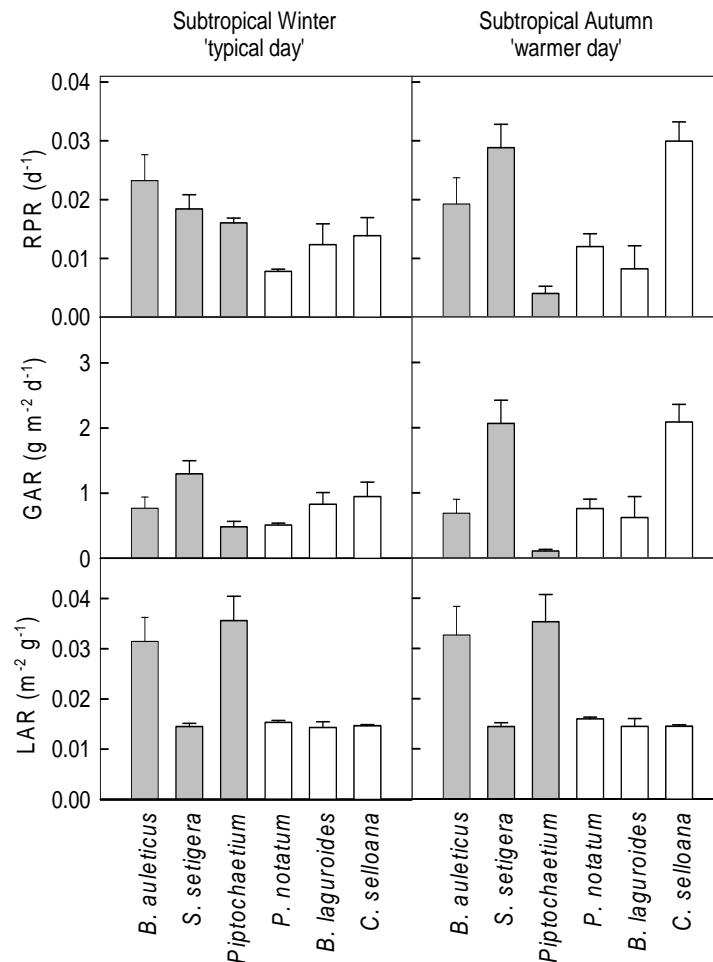 Subtropical Winter
'typical day'
Subtropical Autumn
'warmer day'
RPR (d⁻¹)
0.04
0.03
0.02
0.01
0.00
GAR (g m⁻² d⁻¹)
3
2
1
0
LAR (m⁻² g⁻¹)
0.04
0.03
0.02
0.01
0.00
B. auleticus
S. setigera
Piptochaetium
P. notatum
B. laguroides
C. selloana
B. auleticus
S. setigera
Piptochaetium
P. notatum
B. laguroides
C. selloana